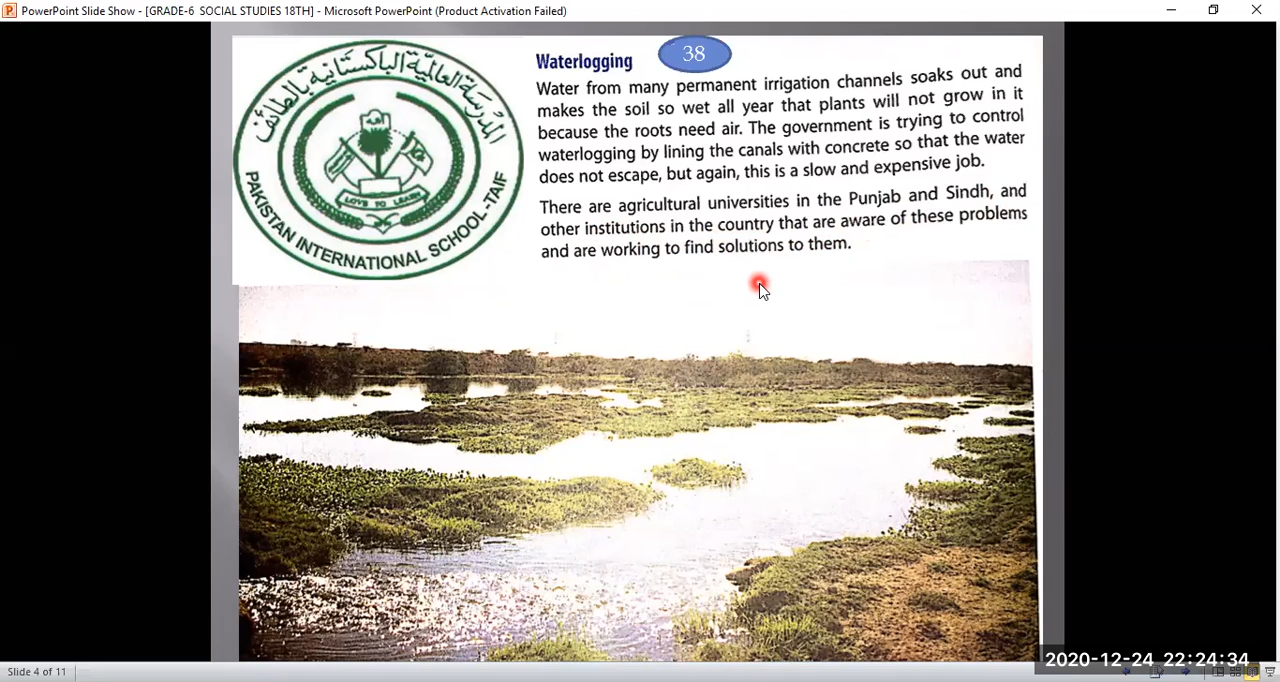 PowerPoint Slide Show - [GRADE-6 SOCIAL STUDIES 18TH] - Microsoft PowerPoint (Product Activation Failed)
المدرسة العالمية الباكستانية بالطائف
LOVE TO LEARN
PAKISTAN INTERNATIONAL SCHOOL-TAIF
Waterlogging
38
Water from many permanent irrigation channels soaks out and
makes the soil so wet all year that plants will not grow in it
because the roots need air. The government is trying to control
waterlogging by lining the canals with concrete so that the water
does not escape, but again, this is a slow and expensive job.
There are agricultural universities in the Punjab and Sindh, and
other institutions in the country that are aware of these problems
and are working to find solutions to them.
Slide 4 of 11
2020-12-24 22:24:34